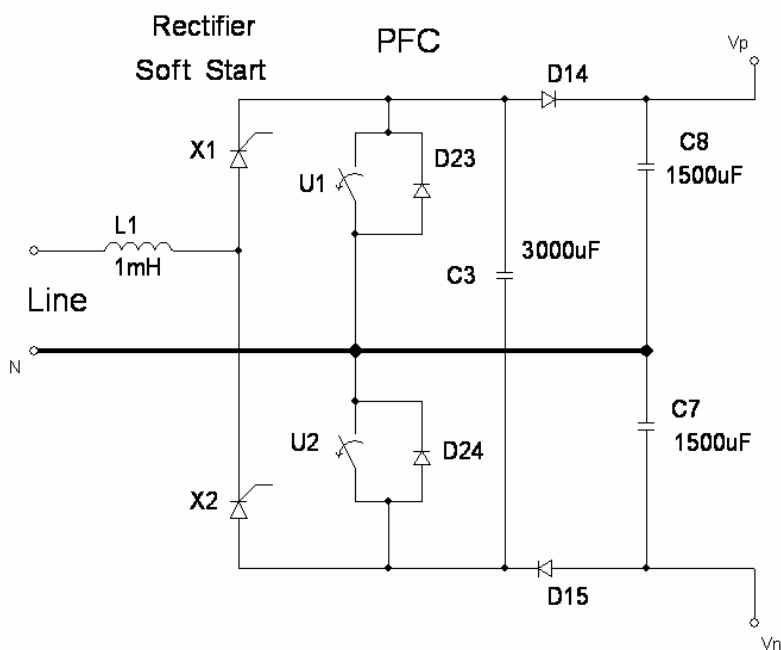 Rectifier
Soft Start
PFC
Vp
D14
X1
U1
D23
C8
1500uF
L1
1mH
3000uF
C3
Line
N
C7
1500uF
U2
D24
X2
D15
Vn